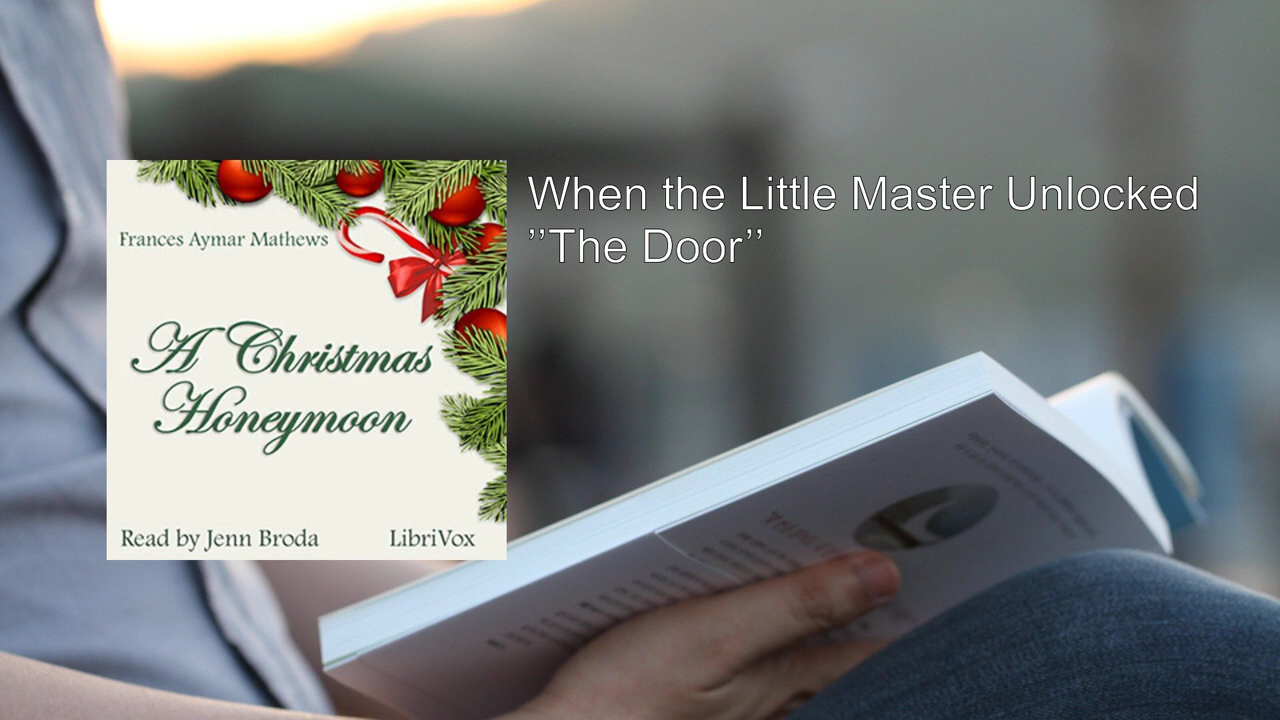 When the Little Master Unlocked
’’The Door’’
Frances Aymar Mathews
A Christmas
Honeymoon
Read by Jenn Broda LibriVox